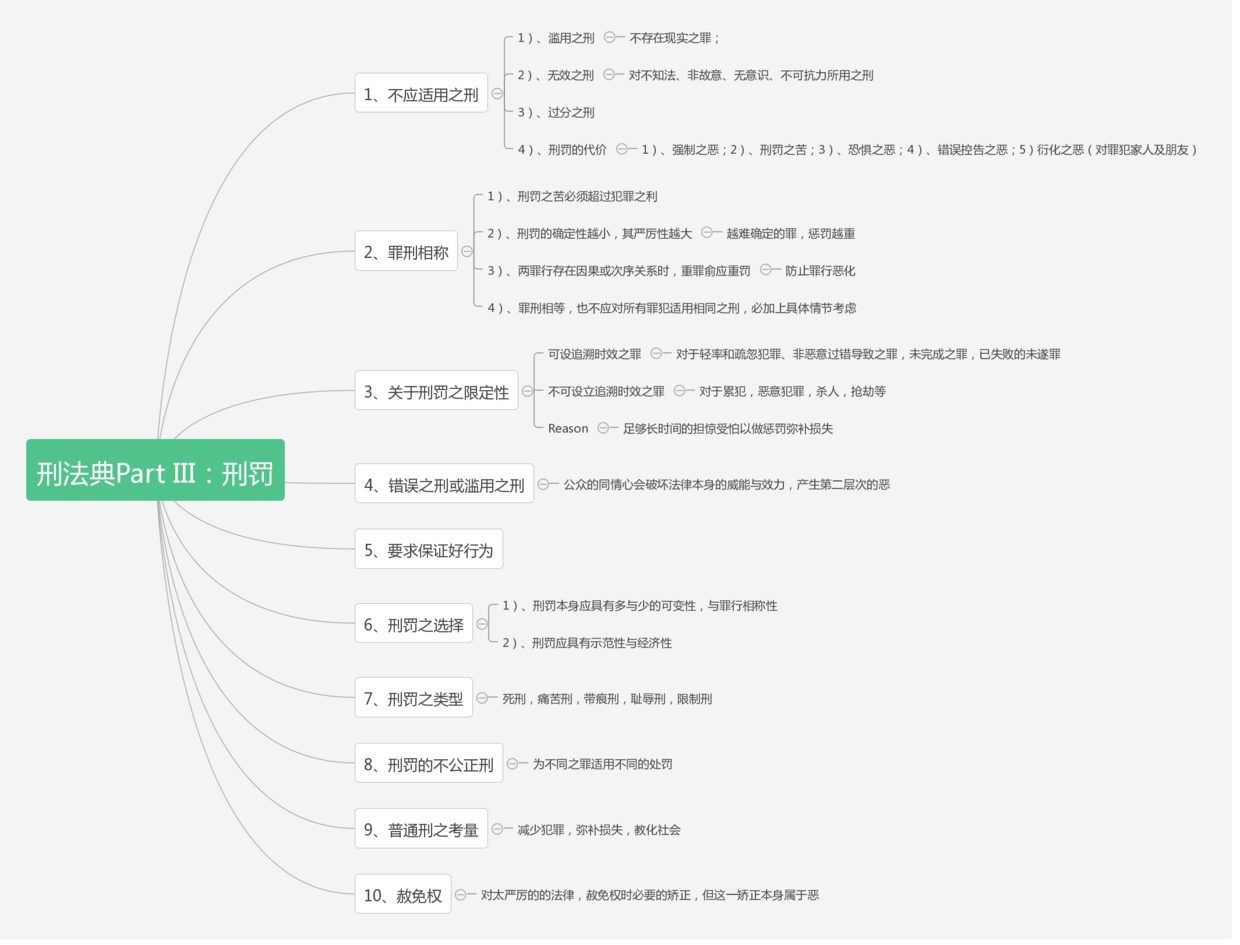 刑法典Part III：刑罚
1、不应适用之刑
1）、滥用之刑
不存在现实之罪；
2）、无效之刑
对不知法、非故意、无意识、不可抗力所用之刑
3）、过分之刑
4）、刑罚的代价
1）、强制之恶；2）、刑罚之苦；3）、恐惧之恶；4）、错误控告之恶；5）衍化之恶（对罪犯家人及朋友）
2、罪刑相称
1）、刑罚之苦必须超过犯罪之利
2）、刑罚的确定性越小，其严厉性越大
越难确定的罪，惩罚越重
3）、两罪行存在因果或次序关系时，重罪俞应重罚
防止罪行恶化
4）、罪刑相等，也不应对所有罪犯适用相同之刑，必加上具体情节考虑
3、关于刑罚之限定性
可设追溯时效之罪
对于轻率和疏忽犯罪、非恶意过错导致之罪，未完成之罪，已失败的未遂罪
不可设立追溯时效之罪
对于累犯，恶意犯罪，杀人，抢劫等
Reason
足够长时间的担惊受怕以做惩罚弥补损失
4、错误之刑或滥用之刑
公众的同情心会破坏法律本身的威能与效力，产生第二层次的恶
5、要求保证好行为
6、刑罚之选择
1）、刑罚本身应具有多与少的可变性，与罪行相称性
2）、刑罚应具有示范性与经济性
7、刑罚之类型
死刑，痛苦刑，带痕刑，耻辱刑，限制刑
8、刑罚的不公正刑
为不同之罪适用不同的处罚
9、普通刑之考量
减少犯罪，弥补损失，教化社会
10、赦免权
对太严厉的的法律，赦免权时必要的矫正，但这一矫正本身属于恶